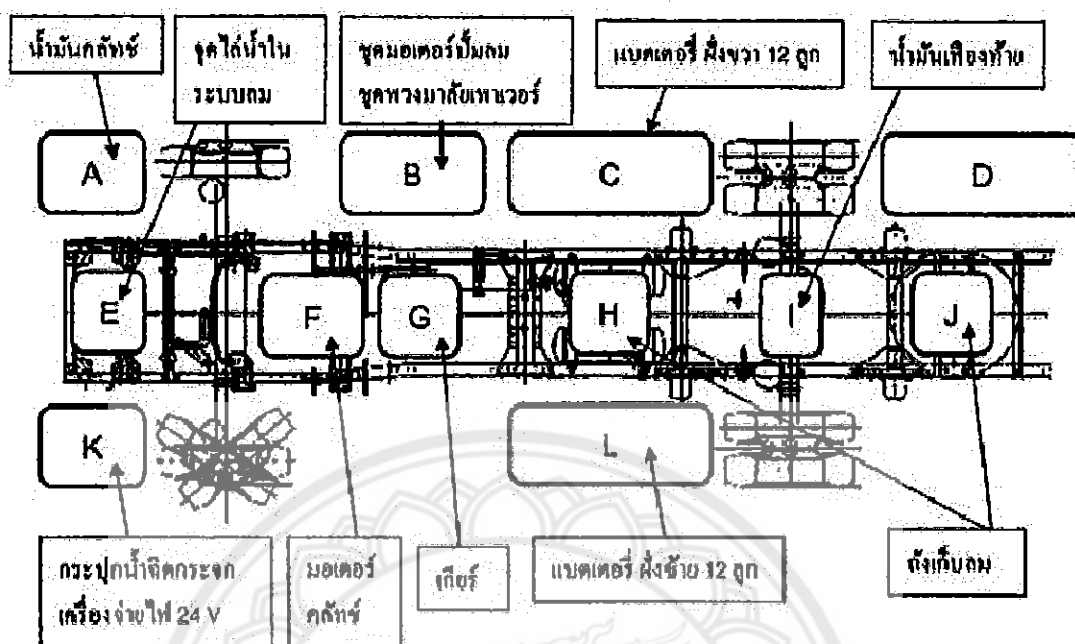 น้ำมันคลัทช์
จุดไล่น้ำใน
ระบบลม
ชุดมอเตอร์ปั๊มลม
ชุดพวงมาลัยเพาเวอร์
แบตเตอรี่ ฝั่งขวา 12 ลูก
น้ำมันเฟืองท้าย
A
B
C
D
E
F
G
H
I
J
K
L
กระปุกน้ำฉีดกระจก
เครื่องจ่ายไฟ 24 V
มอเตอร์
คลัทช์
เกียร์
แบตเตอรี่ ฝั่งซ้าย 12 ลูก
ถังเก็บลม